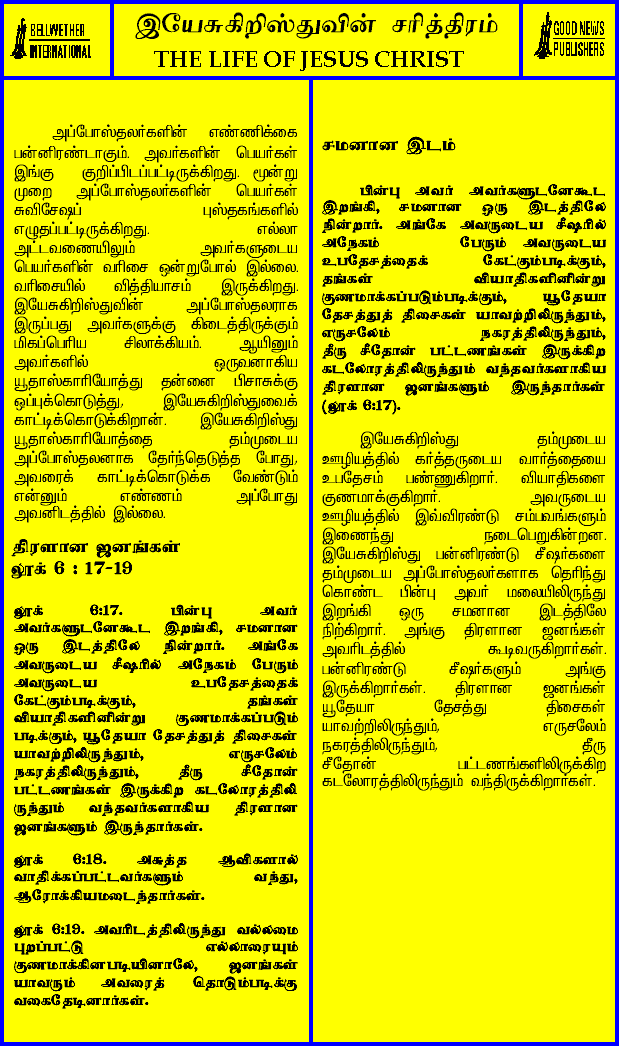 BELLWETHER
INTERNATIONAL
இயேசுகிறிஸ்துவின் சரித்திரம்
THE LIFE OF JESUS CHRIST
GOOD NEWS
PUBLISHERS
அப்போஸ்தலர்களின் எண்ணிக்கை
பன்னிரண்டாகும். அவர்களின் பெயர்கள்
இங்கு குறிப்பிடப்பட்டிருக்கிறது. மூன்று
முறை அப்போஸ்தலர்களின் பெயர்கள்
சுவிசேஷப் புஸ்தகங்களில்
எழுதப்பட்டிருக்கிறது. எல்லா
அட்டவணையிலும் அவர்களுடைய
பெயர்களின் வரிசை ஒன்றுபோல் இல்லை.
வரிசையில் வித்தியாசம் இருக்கிறது.
இயேசுகிறிஸ்துவின் அப்போஸ்தலராக
இருப்பது அவர்களுக்கு கிடைத்திருக்கும்
மிகப்பெரிய சிலாக்கியம். ஆயினும்
அவர்களில் ஒருவனாகிய
யூதாஸ்காரியோத்து தன்னை பிசாசுக்கு
ஒப்புக்கொடுத்து, இயேசுகிறிஸ்துவைக்
காட்டிக்கொடுக்கிறான். இயேசுகிறிஸ்து
யூதாஸ்காரியோத்தை தம்முடைய
அப்போஸ்தலனாக தேர்ந்தெடுத்த போது,
அவரைக் காட்டிக்கொடுக்க வேண்டும்
என்னும் எண்ணம் அப்போது
அவனிடத்தில் இல்லை.
திரளான ஜனங்கள்
லூக் 6 : 17-19
லூக் 6:17. பின்பு அவர்
அவர்களுடனேகூட இறங்கி, சமனான
ஒரு இடத்திலே நின்றார். அங்கே
அவருடைய சீஷரில் அநேகம் பேரும்
அவருடைய உபதேசத்தைக்
கேட்கும்படிக்கும், தங்கள்
வியாதிகளினின்று குணமாக்கப்படும்
படிக்கும், யூதேயா தேசத்துத் திசைகள்
யாவற்றிலிருந்தும், எருசலேம்
நகரத்திலிருந்தும், தீரு சீதோன்
பட்டணங்கள் இருக்கிற கடலோரத்திலி
ருந்தும் வந்தவர்களாகிய திரளான
ஜனங்களும் இருந்தார்கள்.
லூக் 6:18. அசுத்த ஆவிகளால்
வாதிக்கப்பட்டவர்களும் வந்து,
ஆரோக்கியமடைந்தார்கள்.
லூக் 6:19. அவரிடத்திலிருந்து வல்லமை
புறப்பட்டு எல்லாரையும்
குணமாக்கினபடியினாலே, ஜனங்கள்
யாவரும் அவரைத் தொடும்படிக்கு
வகைதேடினார்கள்.
சமனான இடம்
பின்பு அவர் அவர்களுடனேகூட
இறங்கி, சமனான ஒரு இடத்திலே
நின்றார். அங்கே அவருடைய சீஷரில்
அநேகம் பேரும் அவருடைய
உபதேசத்தைக் கேட்கும்படிக்கும்,
தங்கள் வியாதிகளினின்று
குணமாக்கப்படும்படிக்கும், யூதேயா
தேசத்துத் திசைகள் யாவற்றிலிருந்தும்,
எருசலேம் நகரத்திலிருந்தும்,
தீரு சீதோன் பட்டணங்கள் இருக்கிற
கடலோரத்திலிருந்தும் வந்தவர்களாகிய
திரளான ஜனங்களும் இருந்தார்கள்
(லூக் 6:17).
இயேசுகிறிஸ்து தம்முடைய
ஊழியத்தில் கர்த்தருடைய வார்த்தையை
உபதேசம் பண்ணுகிறார். வியாதிகளை
குணமாக்குகிறார். அவருடைய
ஊழியத்தில் இவ்விரண்டு சம்பவங்களும்
இணைந்து நடைபெறுகின்றன.
இயேசுகிறிஸ்து பன்னிரண்டு சீஷர்களை
தம்முடைய அப்போஸ்தலர்களாக தெரிந்து
கொண்ட பின்பு அவர் மலையிலிருந்து
இறங்கி ஒரு சமனான இடத்திலே
நிற்கிறார். அங்கு திரளான ஜனங்கள்
அவரிடத்தில் கூடிவருகிறார்கள்.
பன்னிரண்டு சீஷர்களும் அங்கு
இருக்கிறார்கள். திரளான ஜனங்கள்
யூதேயா தேசத்து திசைகள்
யாவற்றிலிருந்தும், எருசலேம்
நகரத்திலிருந்தும், தீரு
சீதோன் பட்டணங்களிலிருக்கிற
கடலோரத்திலிருந்தும் வந்திருக்கிறார்கள்.